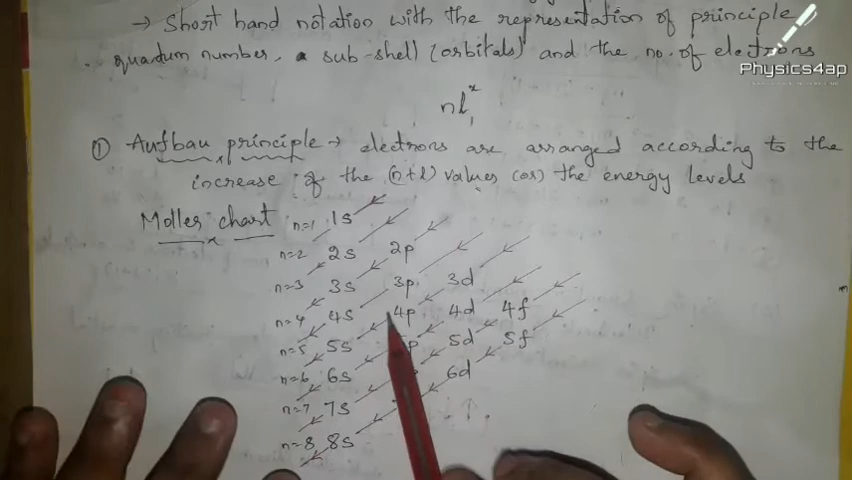 → Short hand notation with the representation of principle
quantum number, a sub-shell (orbitals) and the no. of electrons
Physics4ap
nl^x
① Aufbau principle → electrons are arranged according to the
increase of the (n+l) values (or) the energy levels
Moller chart
n=1 1s
n=2 2s 2p
n=3 3s 3p 3d
n=4 4s 4p 4d 4f
n=5 5s p 5d 5f
n=6 6s 6d
n=7 7s
n=8 8s